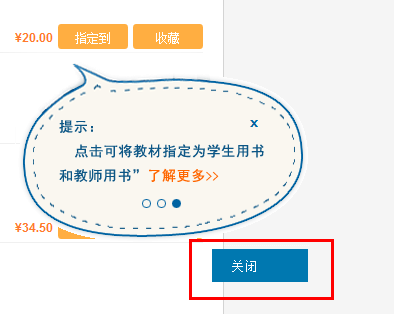 ¥20.00 指定到 收藏
提示： x
点击可将教材指定为学生用书
和教师用书”了解更多>>
¥34.50
关闭